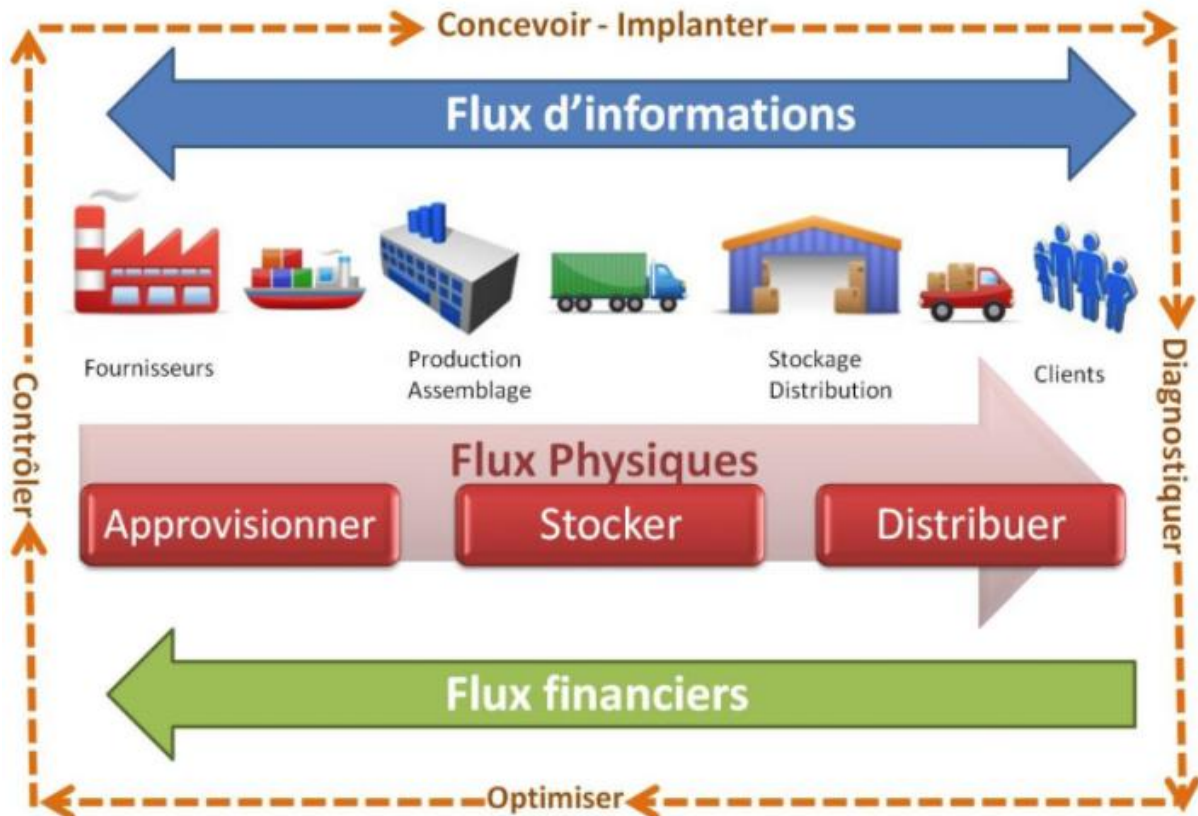 Concevoir - Implanter
Flux d’informations
Fournisseurs
Production
Assemblage
Stockage
Distribution
Clients
Contrôler
Diagnostiquer
Flux Physiques
Approvisionner
Stocker
Distribuer
Flux financiers
Optimiser